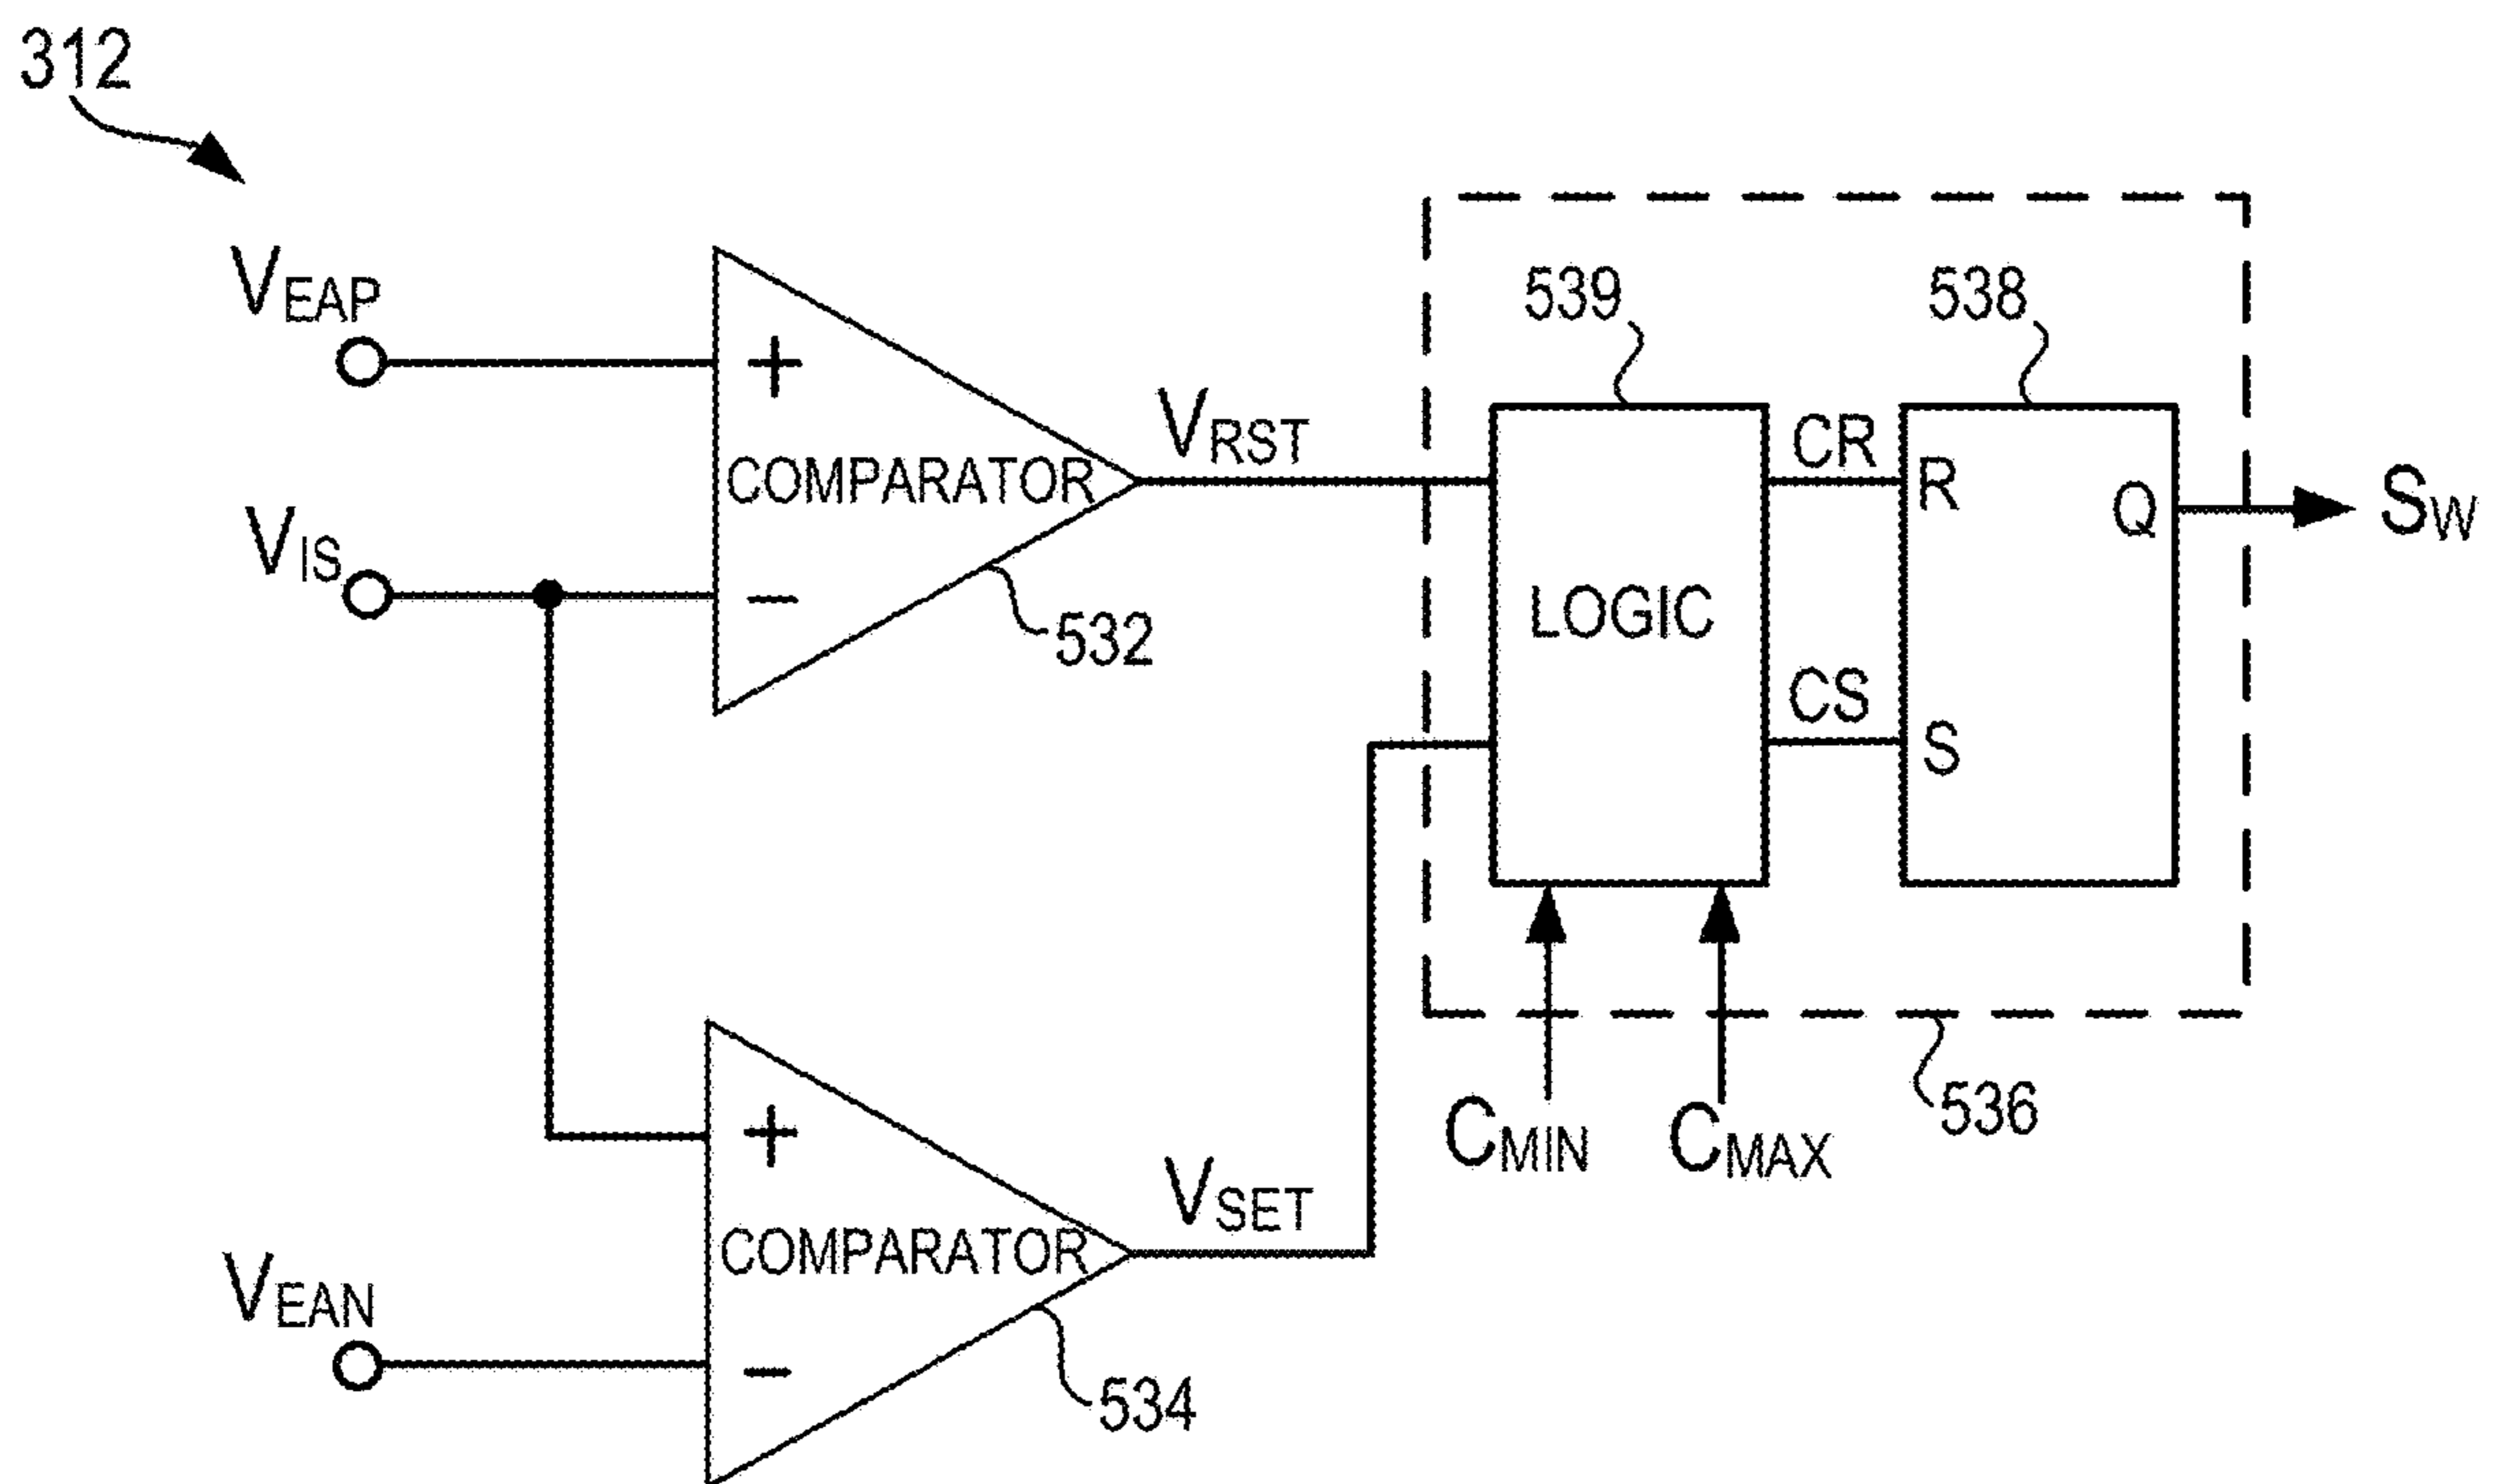 312
VEAP
+
COMPARATOR
VRST
VIS
−
532
539
538
LOGIC
CR
R
Q
SW
CS
S
CMIN
CMAX
536
+
COMPARATOR
VSET
VEAN
−
534